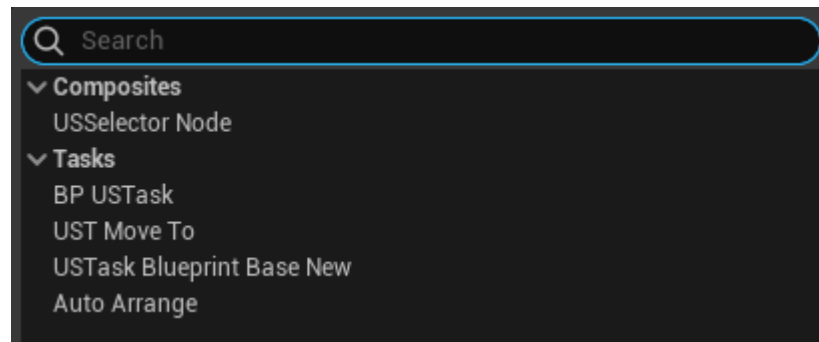 Search
Composites
USSelector Node
Tasks
BP USTask
UST Move To
USTask Blueprint Base New
Auto Arrange